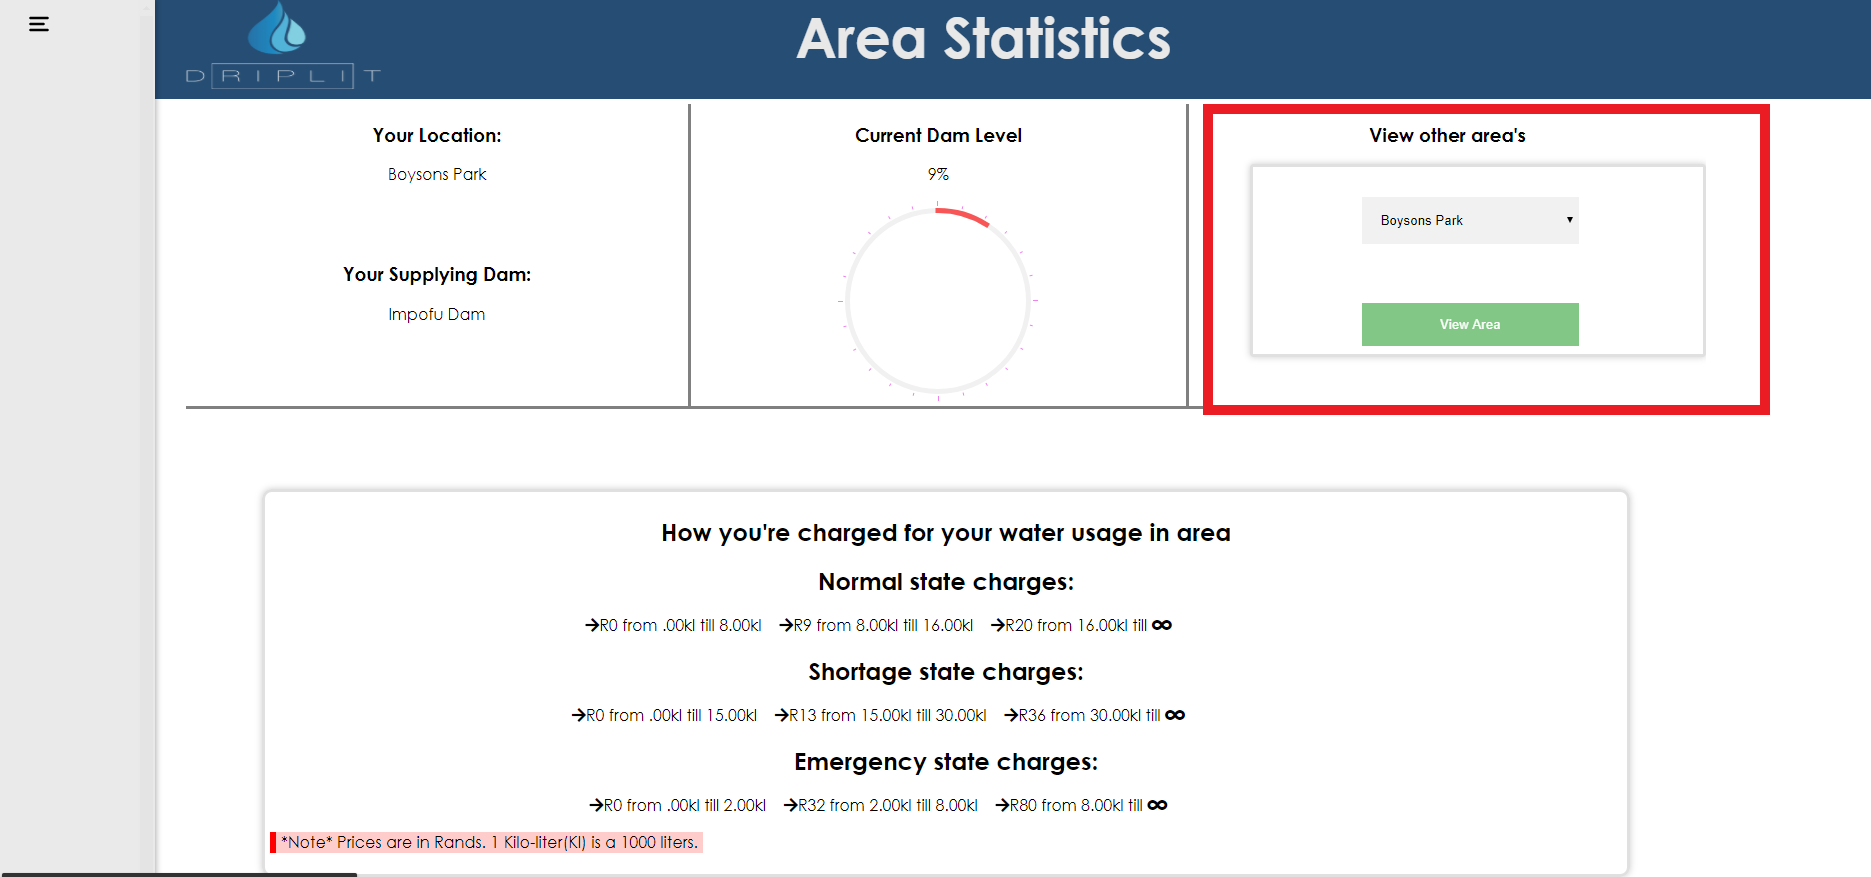 DRIPLIT
Area Statistics
Your Location:
Boysons Park
Your Supplying Dam:
Impofu Dam
Current Dam Level
9%
View other area's
Boysons Park
View Area
How you're charged for your water usage in area
Normal state charges:
→R0 from .00kl till 8.00kl →R9 from 8.00kl till 16.00kl →R20 from 16.00kl till ∞
Shortage state charges:
→R0 from .00kl till 15.00kl →R13 from 15.00kl till 30.00kl →R36 from 30.00kl till ∞
Emergency state charges:
→R0 from .00kl till 2.00kl →R32 from 2.00kl till 8.00kl →R80 from 8.00kl till ∞
*Note* Prices are in Rands. 1 Kilo-liter(Kl) is a 1000 liters.